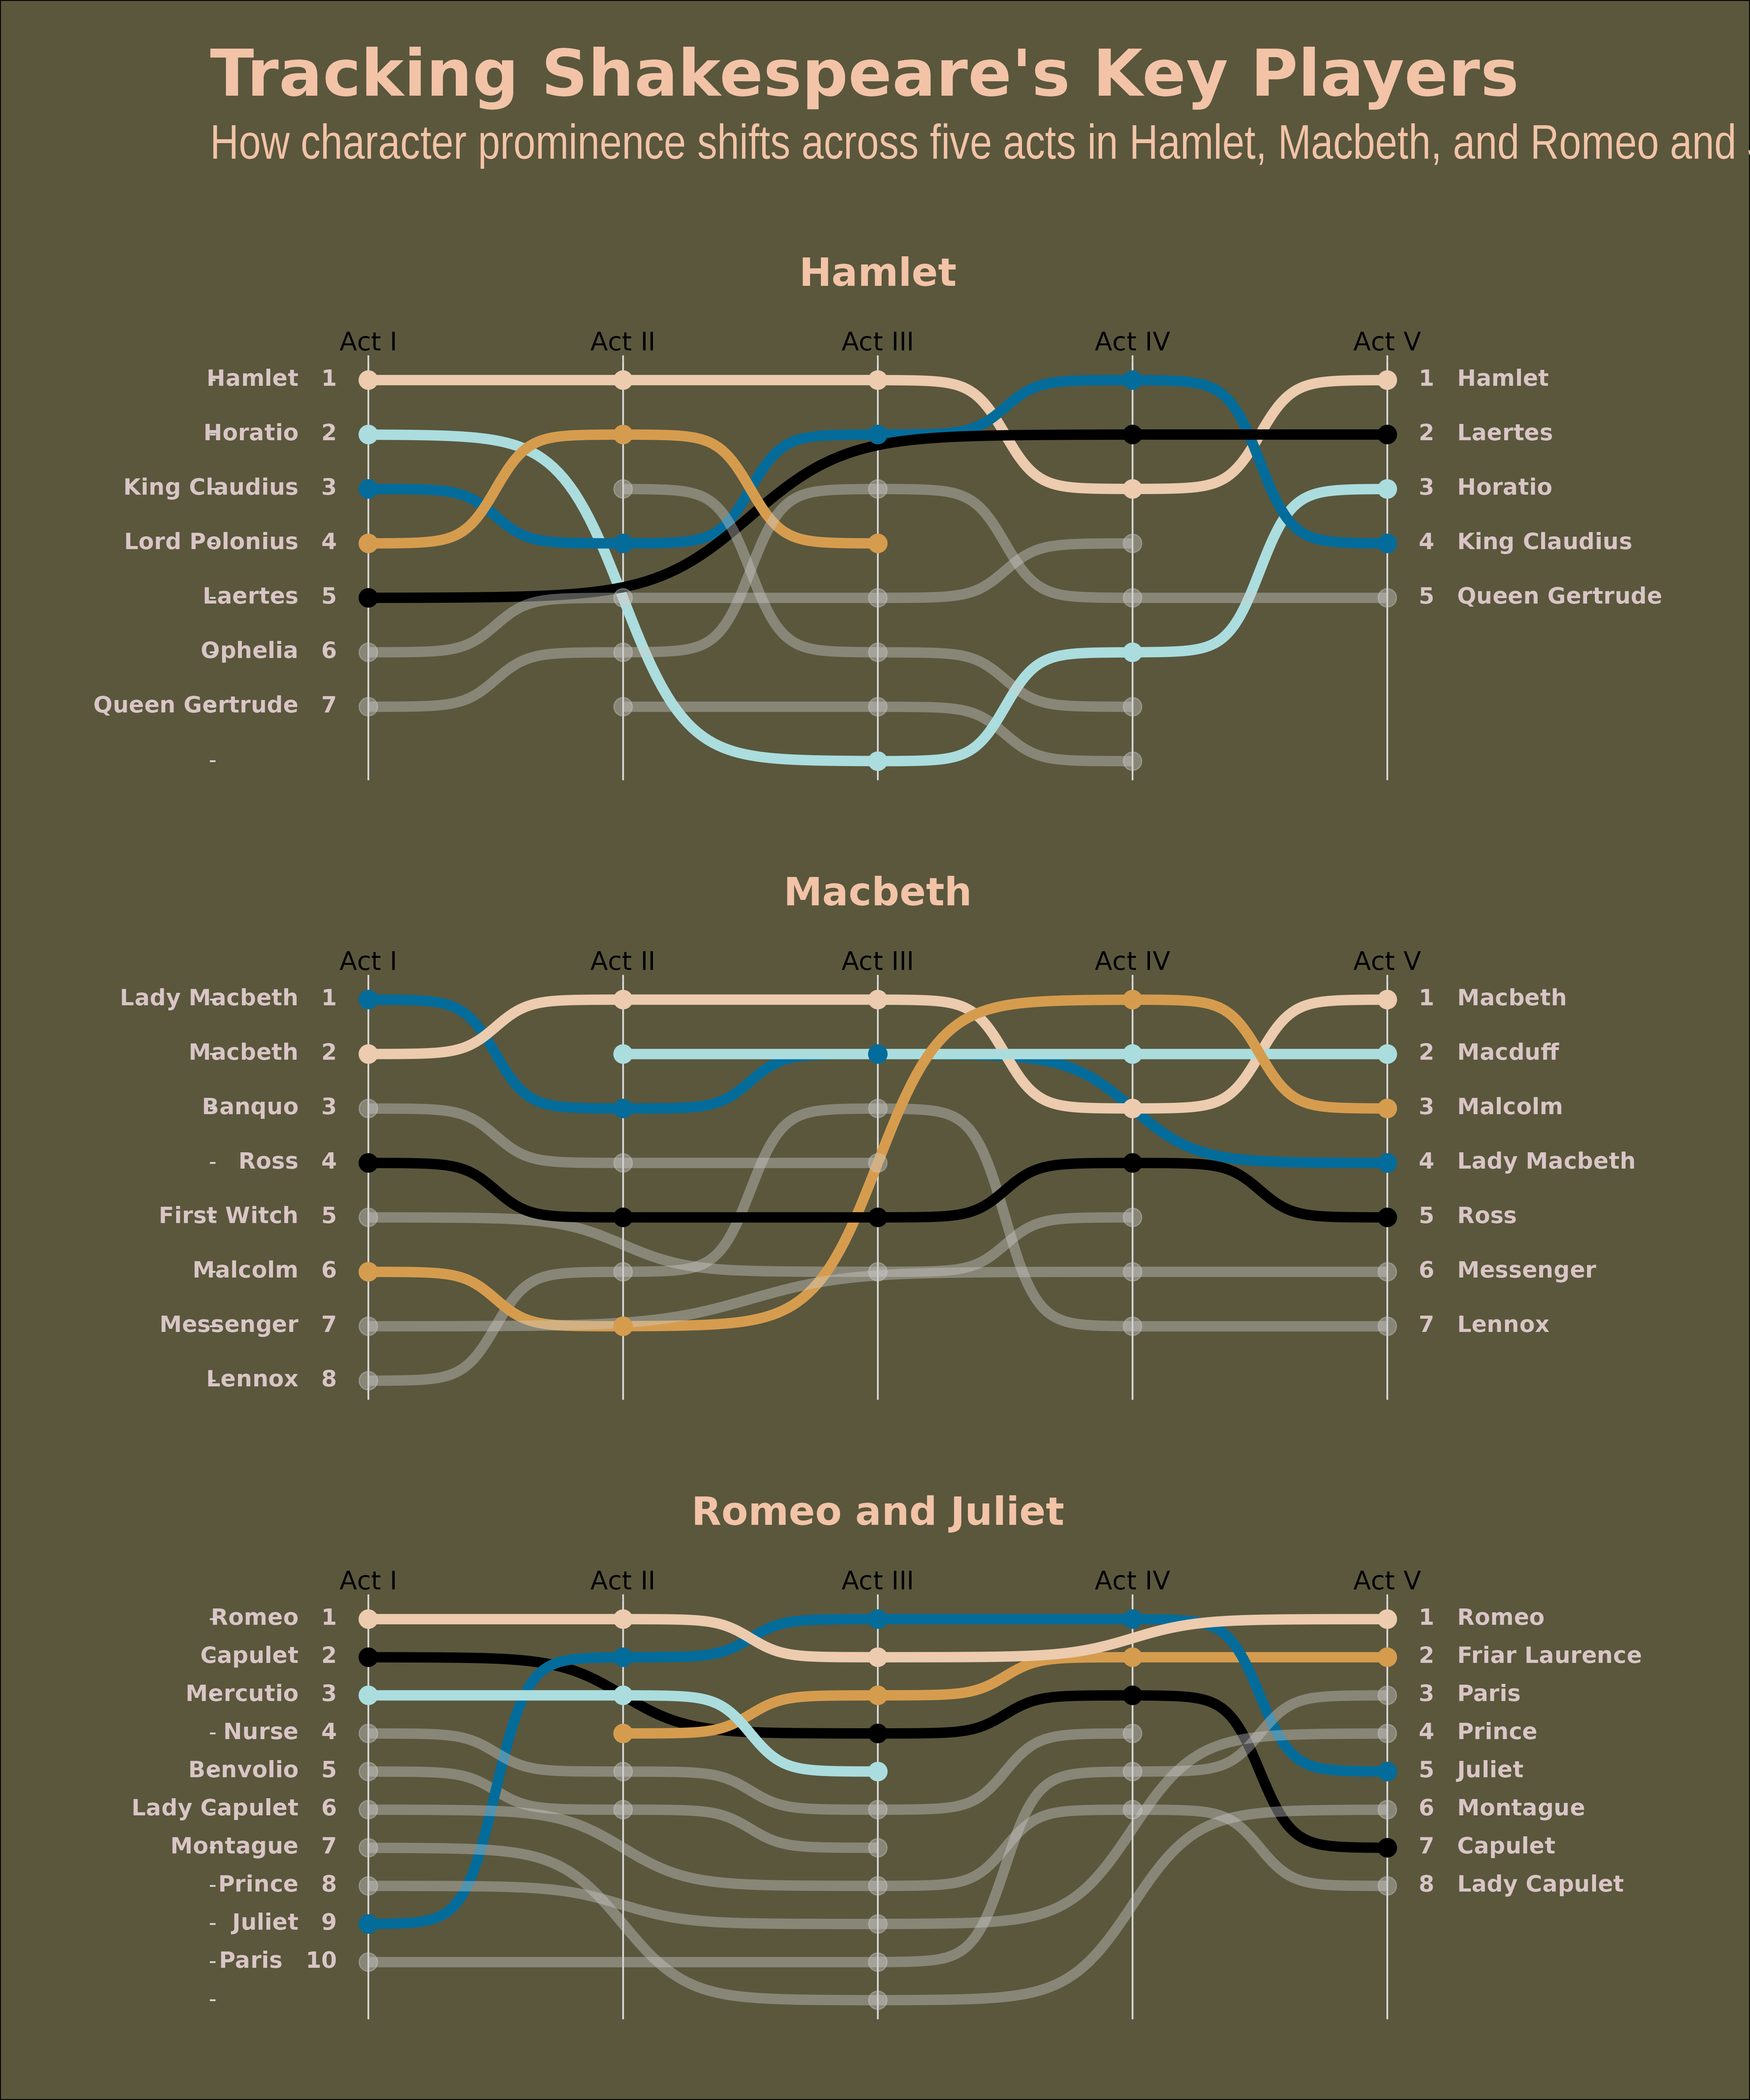 Tracking Shakespeare's Key Players
How character prominence shifts across five acts in Hamlet, Macbeth, and Romeo and
Hamlet
Act I Act II Act III Act IV Act V
Hamlet 1 1 Hamlet
Horatio 2 2 Laertes
King Claudius 3 3 Horatio
Lord Polonius 4 4 King Claudius
Laertes 5 5 Queen Gertrude
Ophelia 6
Queen Gertrude 7
-
Macbeth
Act I Act II Act III Act IV Act V
Lady Macbeth 1 1 Macbeth
Macbeth 2 2 Macduff
Banquo 3 3 Malcolm
- Ross 4 4 Lady Macbeth
First Witch 5 5 Ross
Malcolm 6 6 Messenger
Messenger 7 7 Lennox
Lennox 8
Romeo and Juliet
Act I Act II Act III Act IV Act V
Romeo 1 1 Romeo
Capulet 2 2 Friar Laurence
Mercutio 3 3 Paris
- Nurse 4 4 Prince
Benvolio 5 5 Juliet
Lady Capulet 6 6 Montague
Montague 7 7 Capulet
- Prince 8 8 Lady Capulet
- Juliet 9
- Paris 10
-